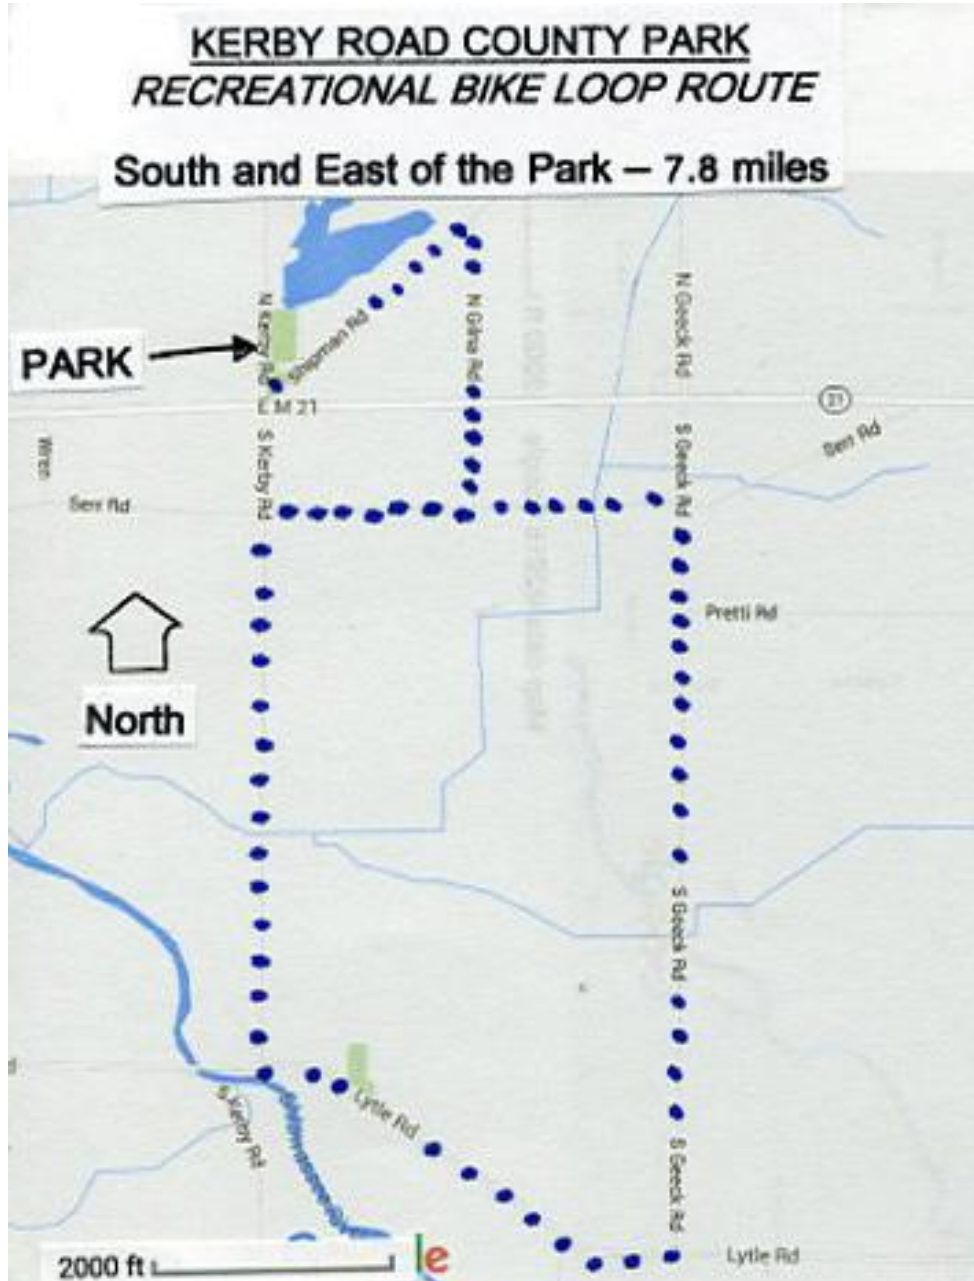 KERBY ROAD COUNTY PARK
RECREATIONAL BIKE LOOP ROUTE
South and East of the Park – 7.8 miles
N Kerby Rd
Shipman Rd
N Gilna Rd
N Geeck Rd
PARK
E M 21
21
S Kerby Rd
S Geeck Rd
Serr Rd
Wren
Serr Rd
Pretti Rd
North
S Geeck Rd
Lytle Rd
S Kerby Rd
S Geeck Rd
2000 ft
Lytle Rd